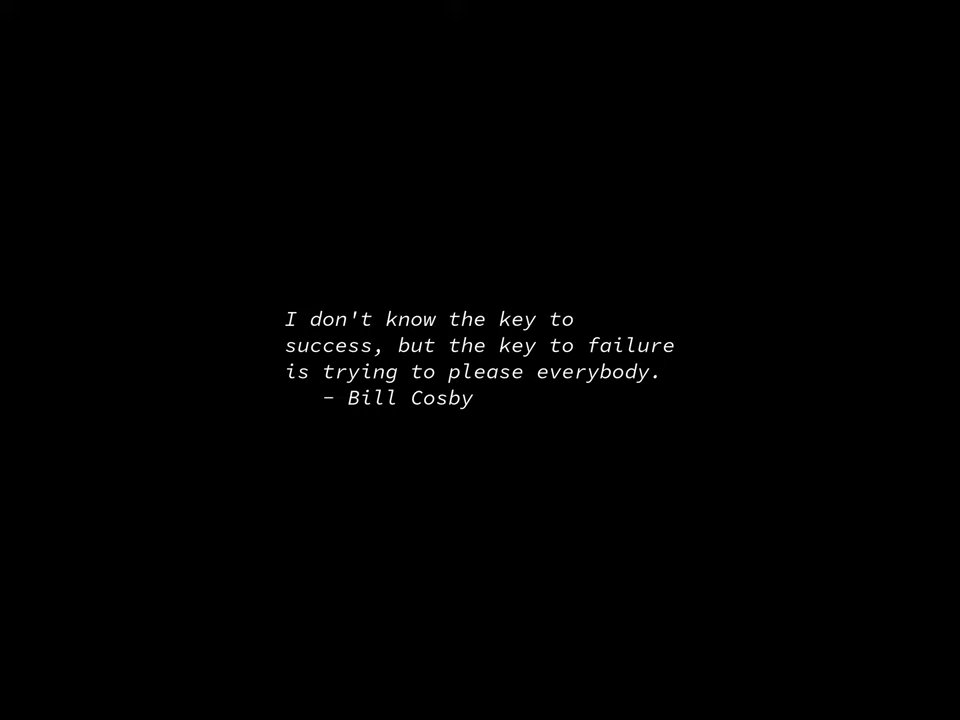 I don't know the key to
success, but the key to failure
is trying to please everybody.
- Bill Cosby